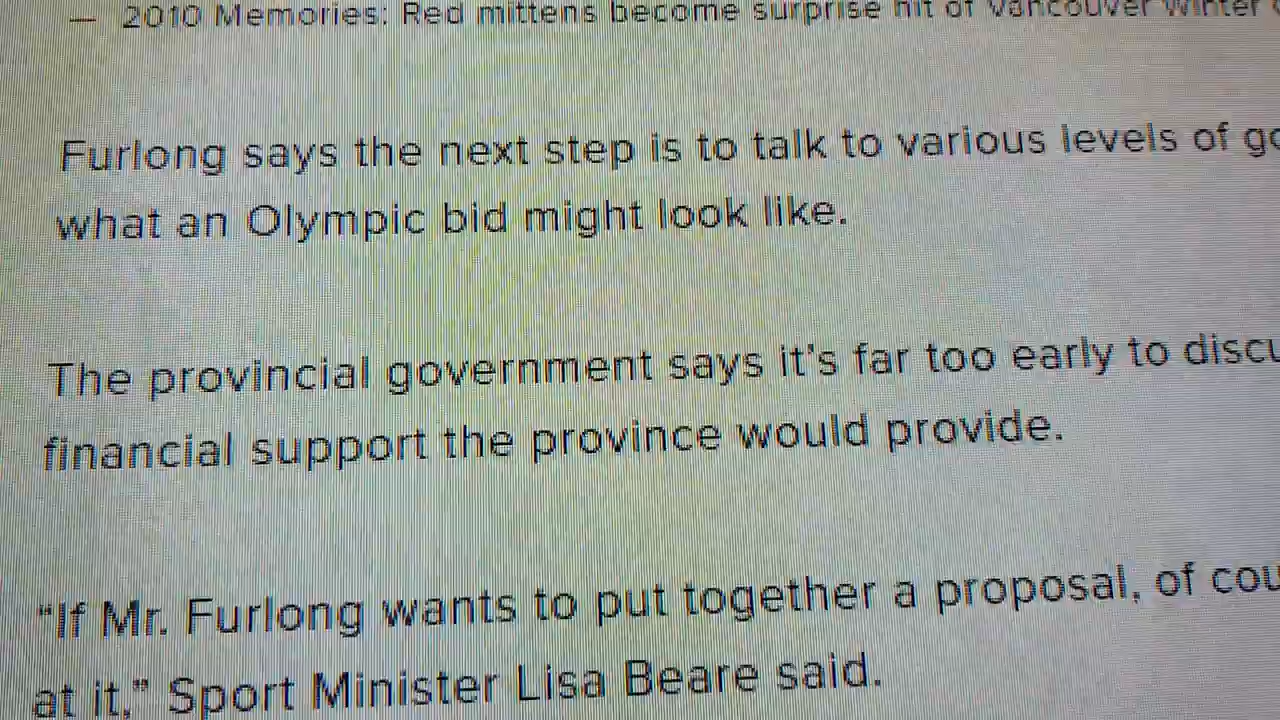 — 2010 Memories: Red mittens become surprise hit of Vancouver Winter
Furlong says the next step is to talk to various levels of
what an Olympic bid might look like.
The provincial government says it's far too early to
financial support the province would provide.
"If Mr. Furlong wants to put together a proposal, of
at it," Sport Minister Lisa Beare said.